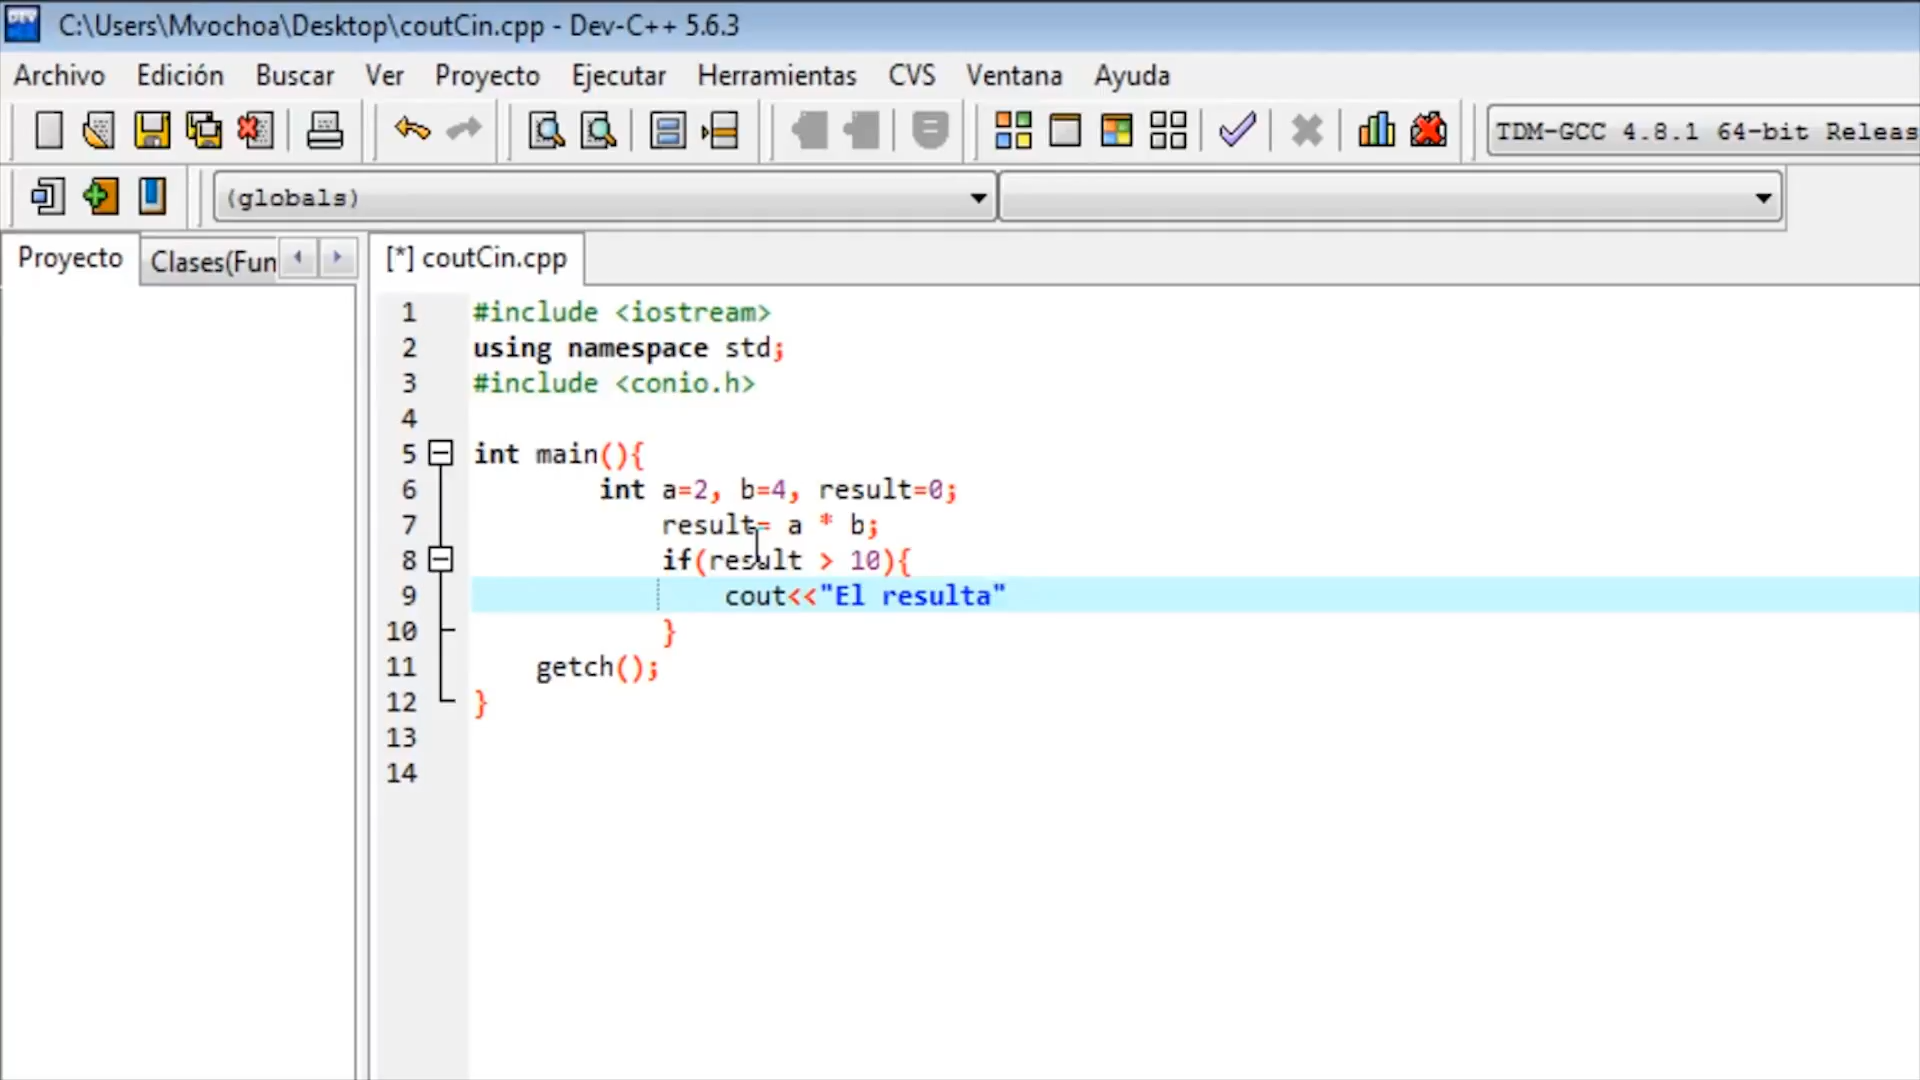 C:\Users\Mvochoa\Desktop\coutCin.cpp - Dev-C++ 5.6.3
Archivo Edición Buscar Ver Proyecto Ejecutar Herramientas CVS Ventana Ayuda
TDM-GCC 4.8.1 64-bit Releas
(globals)
Proyecto Clases(Fun [*] coutCin.cpp
1 #include <iostream>
2 using namespace std;
3 #include <conio.h>
4
5 int main(){
6 int a=2, b=4, result=0;
7 result= a * b;
8 if(result > 10){
9 cout<<"El resulta"
10 }
11 getch();
12 }
13
14